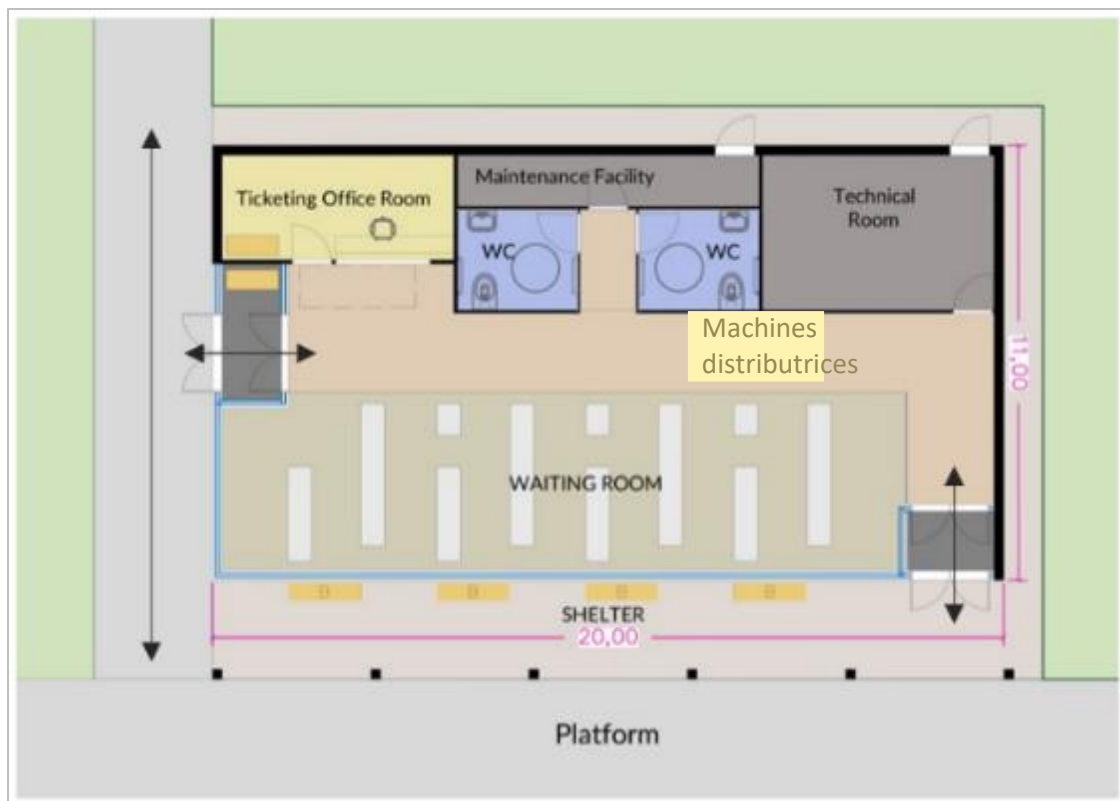 Maintenance Facility
Ticketing Office Room
Technical
Room
WC
WC
Machines
distributrices
11,00
WAITING ROOM
SHELTER
20,00
Platform